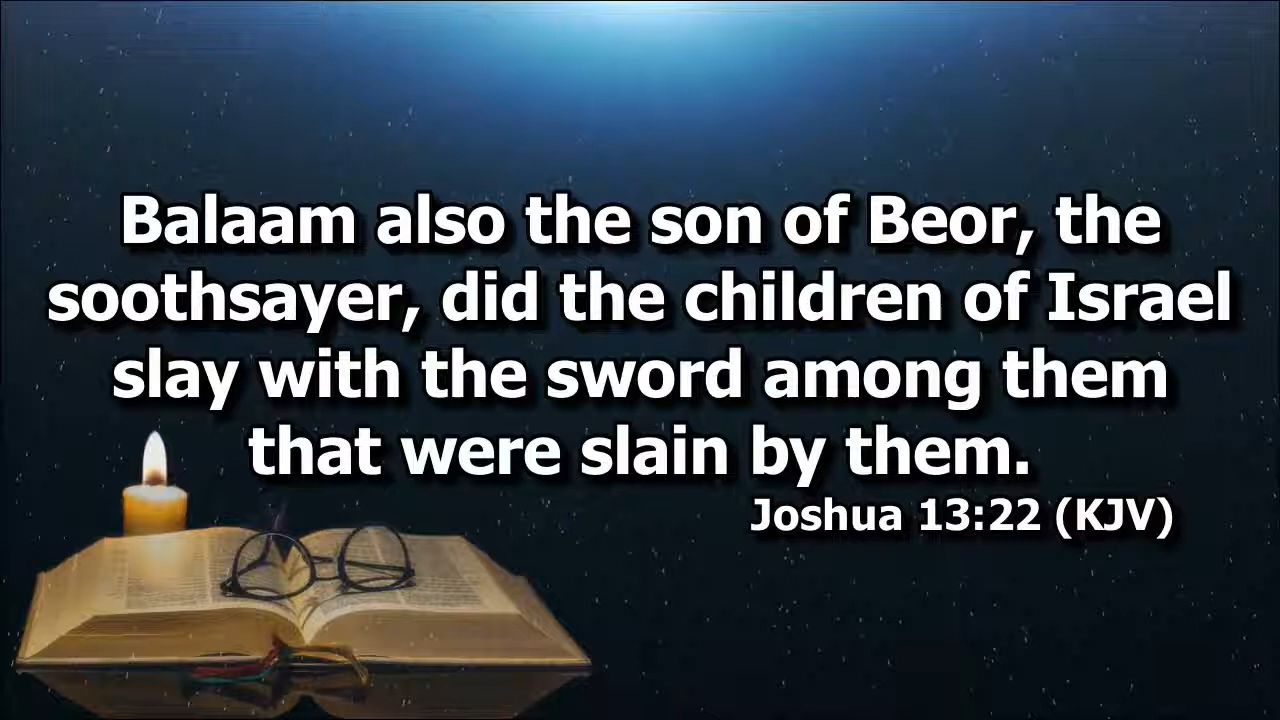 Balaam also the son of Beor, the
soothsayer, did the children of Israel
slay with the sword among them
that were slain by them.
Joshua 13:22 (KJV)